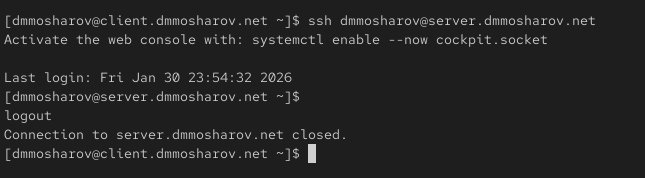 [dmmosharov@client.dmmosharov.net ~]$ ssh dmmosharov@server.dmmosharov.net
Activate the web console with: systemctl enable --now cockpit.socket
Last login: Fri Jan 30 23:54:32 2026
[dmmosharov@server.dmmosharov.net ~]$
logout
Connection to server.dmmosharov.net closed.
[dmmosharov@client.dmmosharov.net ~]$